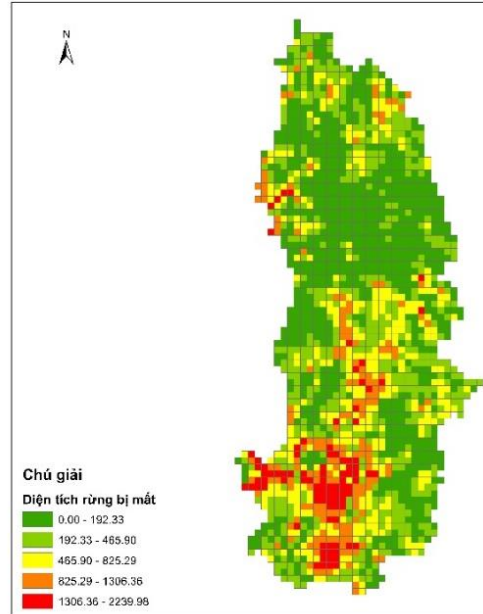 N
Chú giải
Diện tích rừng bị mất
0.00 - 192.33
192.33 - 465.90
465.90 - 825.29
825.29 - 1306.36
1306.36 - 2239.98